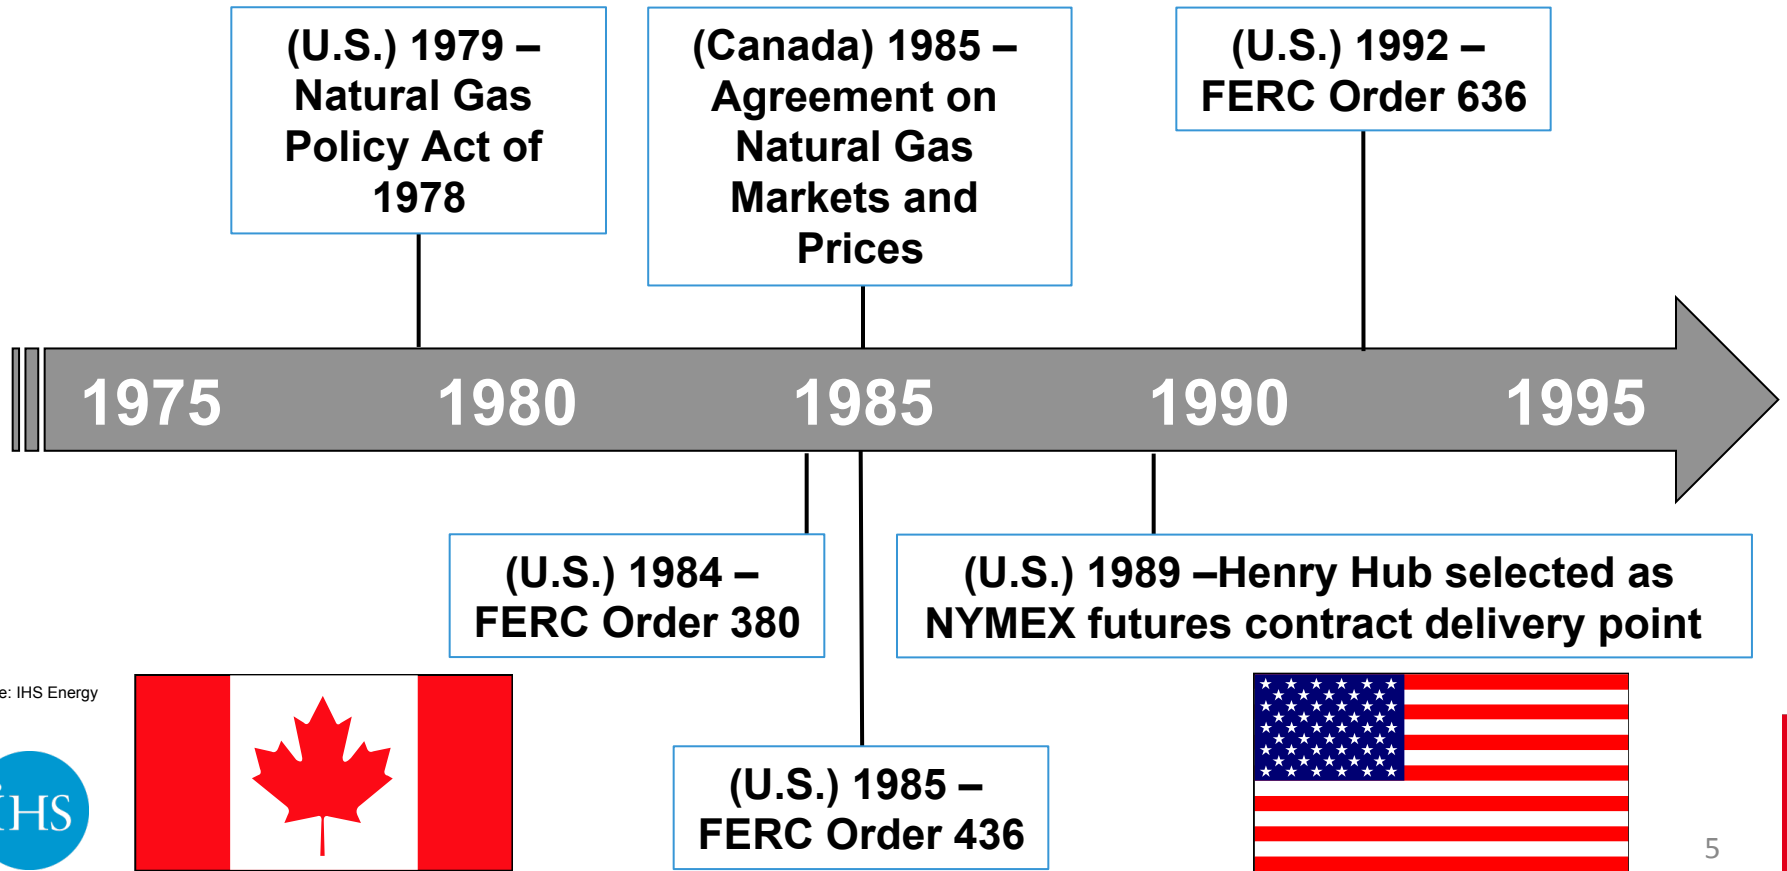 (U.S.) 1979 –
Natural Gas
Policy Act of
1978
(Canada) 1985 –
Agreement on
Natural Gas
Markets and
Prices
(U.S.) 1992 –
FERC Order 636
1975 1980 1985 1990 1995
(U.S.) 1984 –
FERC Order 380
(U.S.) 1989 –Henry Hub selected as
NYMEX futures contract delivery point
e: IHS Energy
IHS
(U.S.) 1985 –
FERC Order 436
5